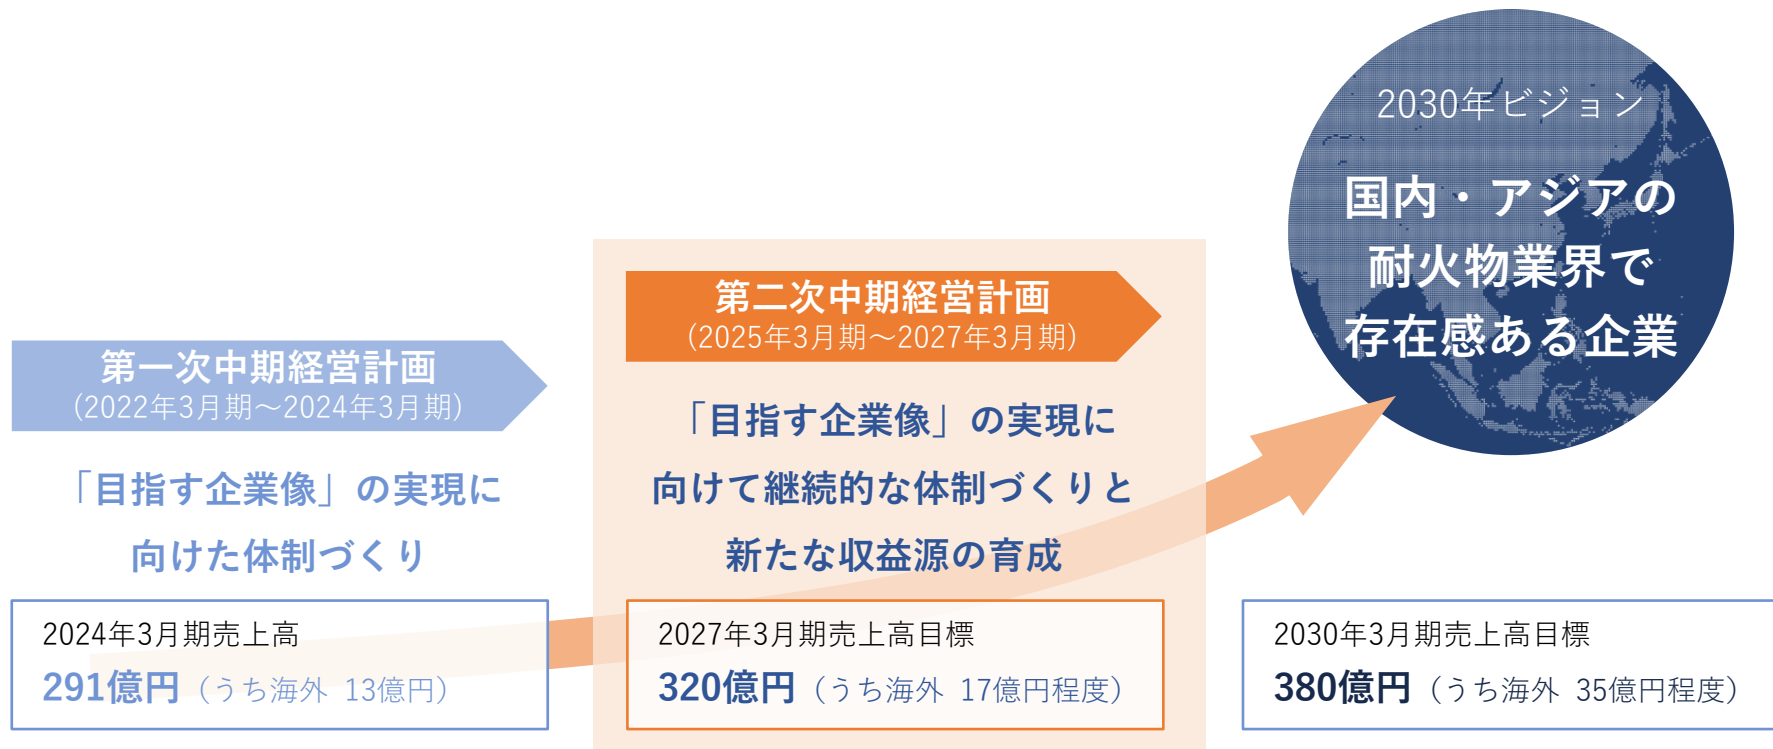 2030年ビジョン
国内・アジアの
耐火物業界で
存在感ある企業
第一次中期経営計画
(2022年3月期～2024年3月期)
「目指す企業像」の実現に
向けた体制づくり
2024年3月期売上高
291億円（うち海外 13億円）
第二次中期経営計画
(2025年3月期～2027年3月期)
「目指す企業像」の実現に
向けて継続的な体制づくりと
新たな収益源の育成
2027年3月期売上高目標
320億円（うち海外 17億円程度）
2030年3月期売上高目標
380億円（うち海外 35億円程度）